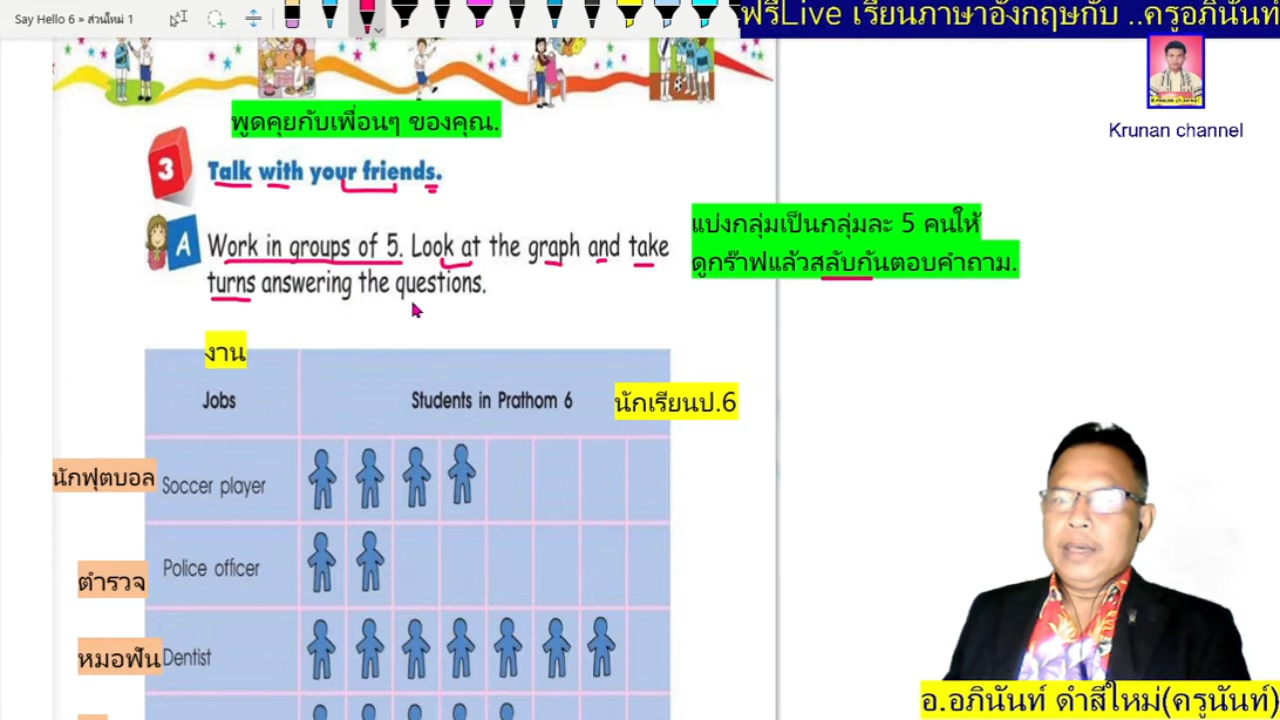 Say Hello 6 » ส่วนใหม่ 1
ฟรีLive เรียนภาษาอังกฤษกับ ..ครูอภินันท์
Krunan channel
พูดคุยกับเพื่อนๆ ของคุณ.
3
Talk with your friends.
A
Work in groups of 5. Look at the graph and take
turns answering the questions.
แบ่งกลุ่มเป็นกลุ่มละ 5 คนให้
ดูกร๊าฟแล้วสลับกันตอบคำถาม.
งาน
Jobs
Students in Prathom 6
นักเรียนป.6
นักฟุตบอล
Soccer player
ตำรวจ
Police officer
หมอฟัน
Dentist
อ.อภินันท์ ดำสีใหม่(ครูนันท์)